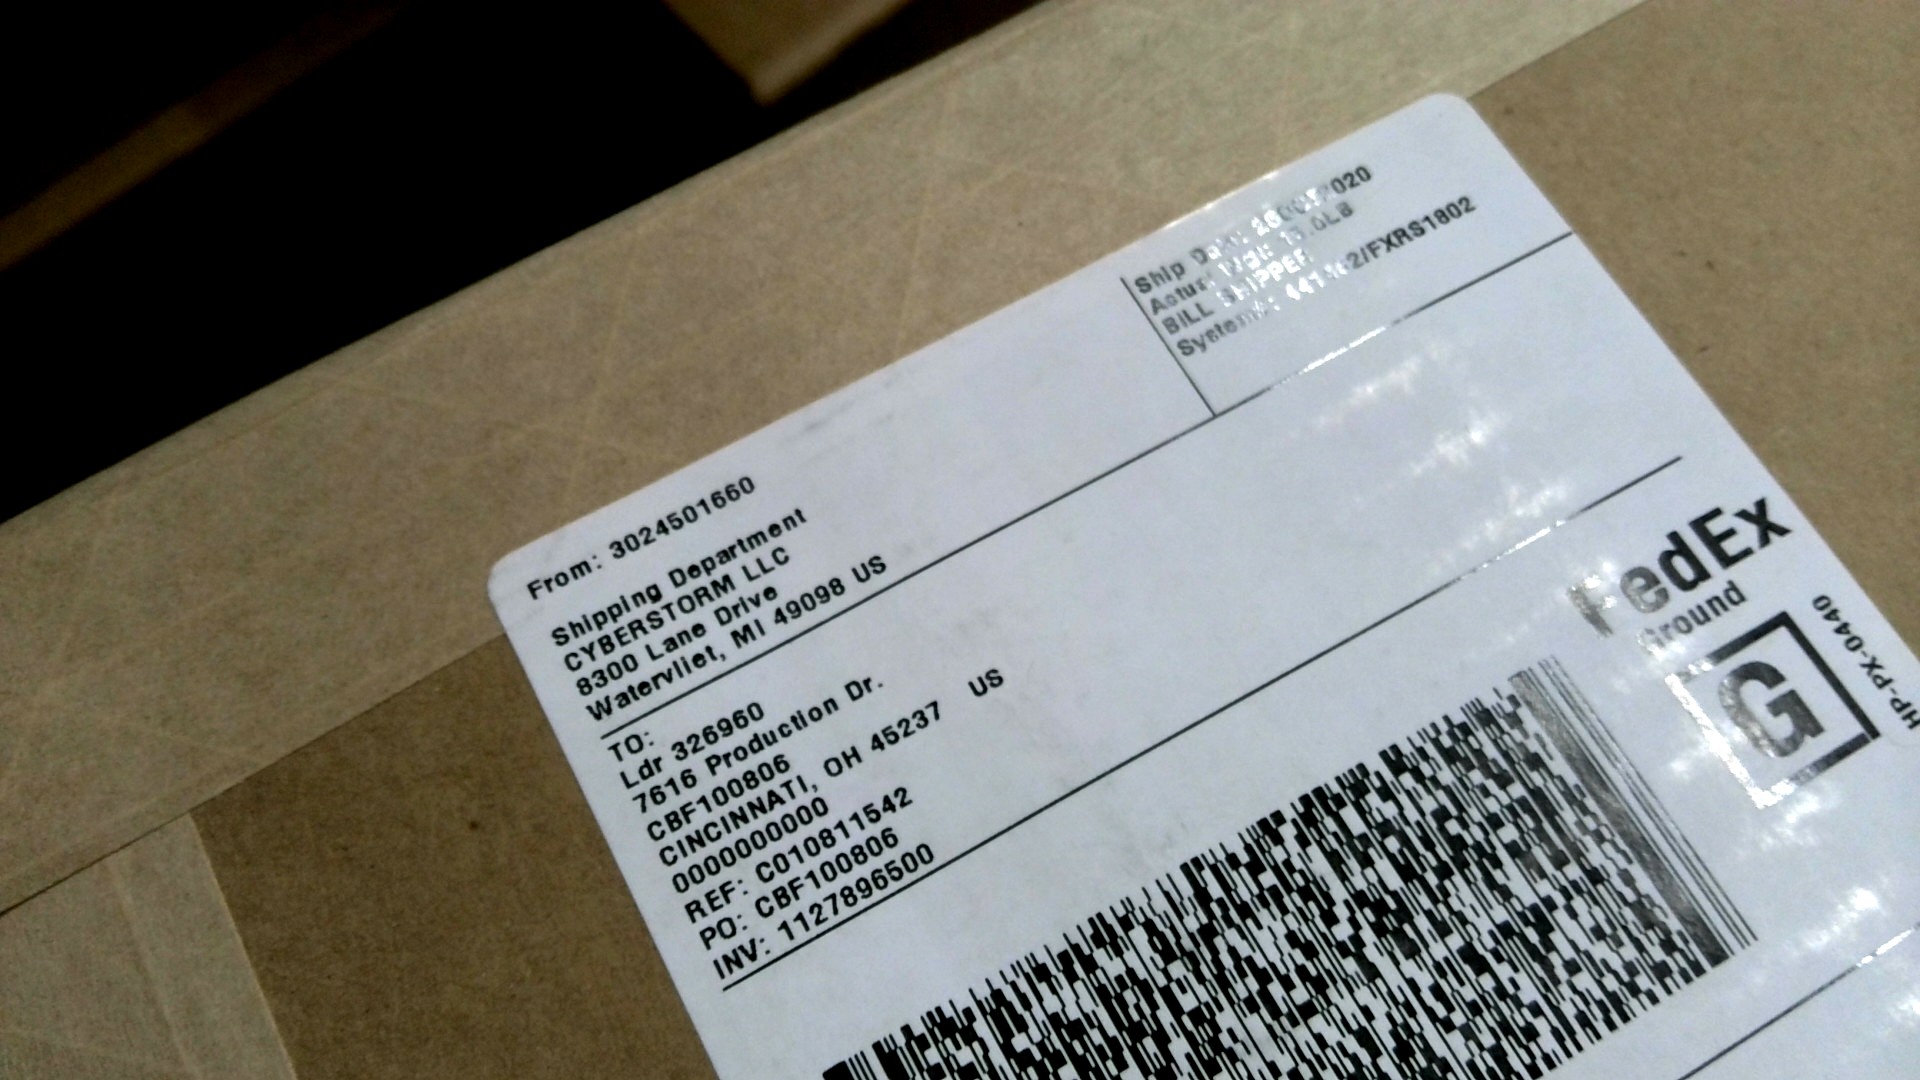 From: 3024501660
Shipping Department
CYBERSTORM LLC
8300 Lane Drive
Watervliet, MI 49098 US
Ship
BILL SHIPPER
TO:
Ldr 326960
7616 Production Dr.
CBF100806
CINCINNATI, OH 45237 US
0000000000
REF: C010811542
PO: CBF100806
INV: 1127896500
FedEx
Ground
G
HP-PX-0440